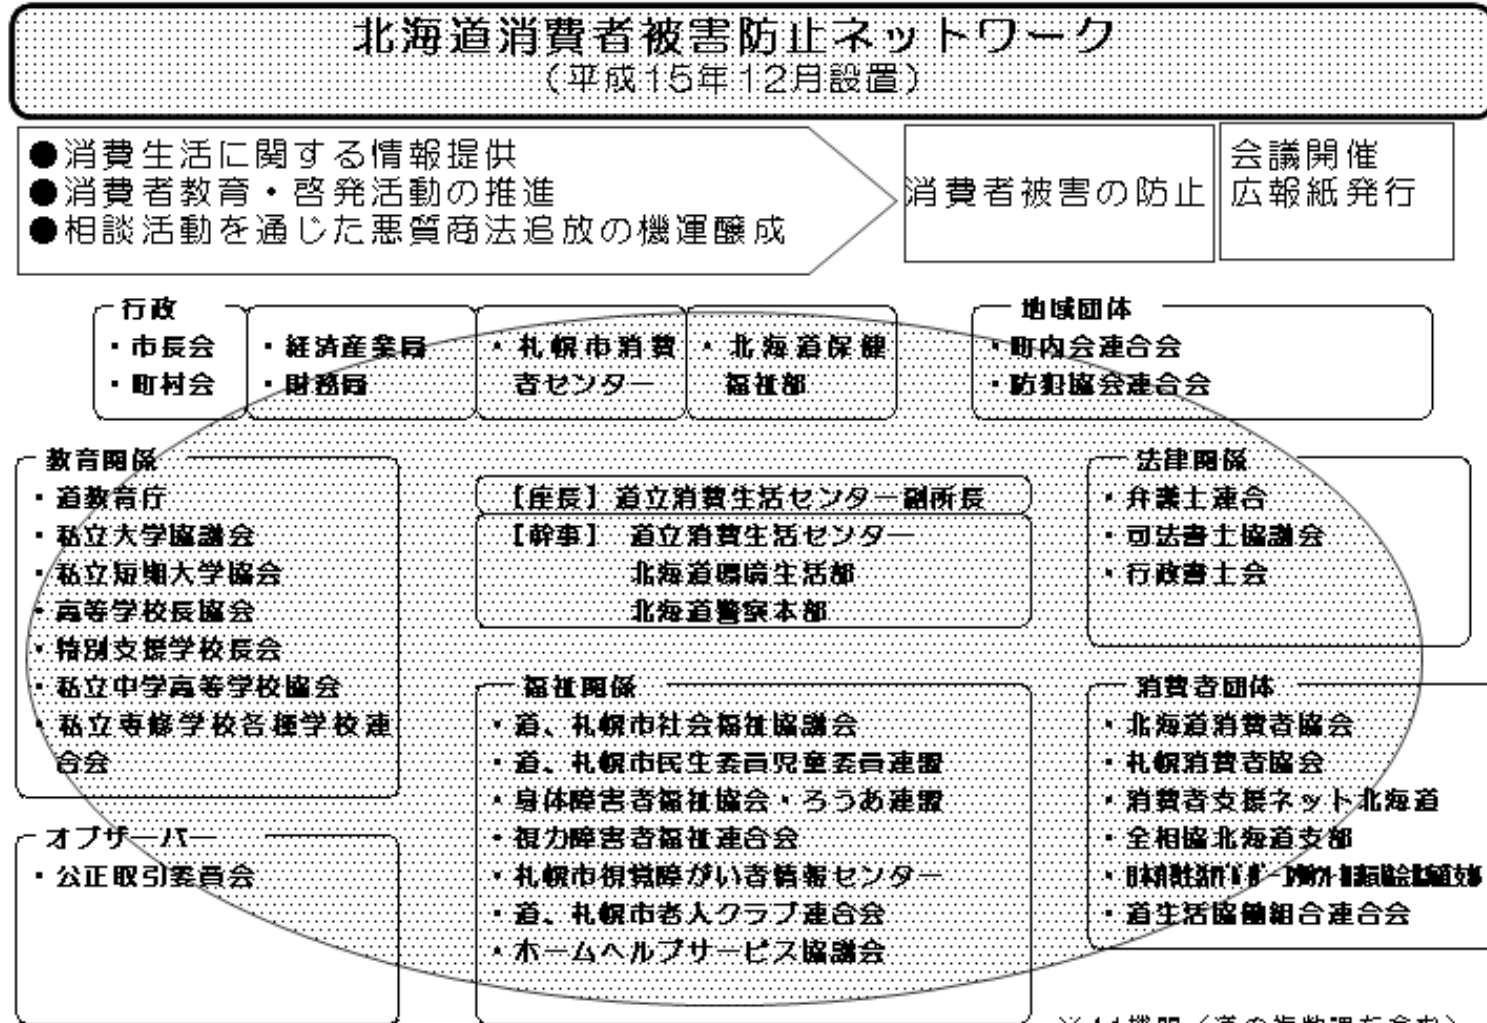 北海道消費者被害防止ネットワーク
（平成15年12月設置）
●消費生活に関する情報提供
●消費者教育・啓発活動の推進
●相談活動を通じた悪質商法追放の機運醸成
消費者被害の防止
会議開催
広報紙発行
行政
・市長会
・町村会
・経済産業局
・財務局
・札幌市消費
者センター
・北海道保健
福祉部
地域団体
・町内会連合会
・防犯協会連合会
教育関係
・道教育庁
・私立大学協議会
・私立短期大学協会
・高等学校長協会
・特別支援学校長会
・私立中学高等学校協会
・私立専修学校各種学校連
合会
【座長】道立消費生活センター副所長
【幹事】 道立消費生活センター
北海道環境生活部
北海道警察本部
法律関係
・弁護士連合
・司法書士協議会
・行政書士会
福祉関係
・道、札幌市社会福祉協議会
・道、札幌市民生委員児童委員連盟
・身体障害者福祉協会・ろうあ連盟
・視力障害者福祉連合会
・札幌市視覚障がい者情報センター
・道、札幌市老人クラブ連合会
・ホームヘルプサービス協議会
消費者団体
・北海道消費者協会
・札幌消費者協会
・消費者支援ネット北海道
・全相協北海道支部
・道生活協働組合連合会
オブザーバー
・公正取引委員会